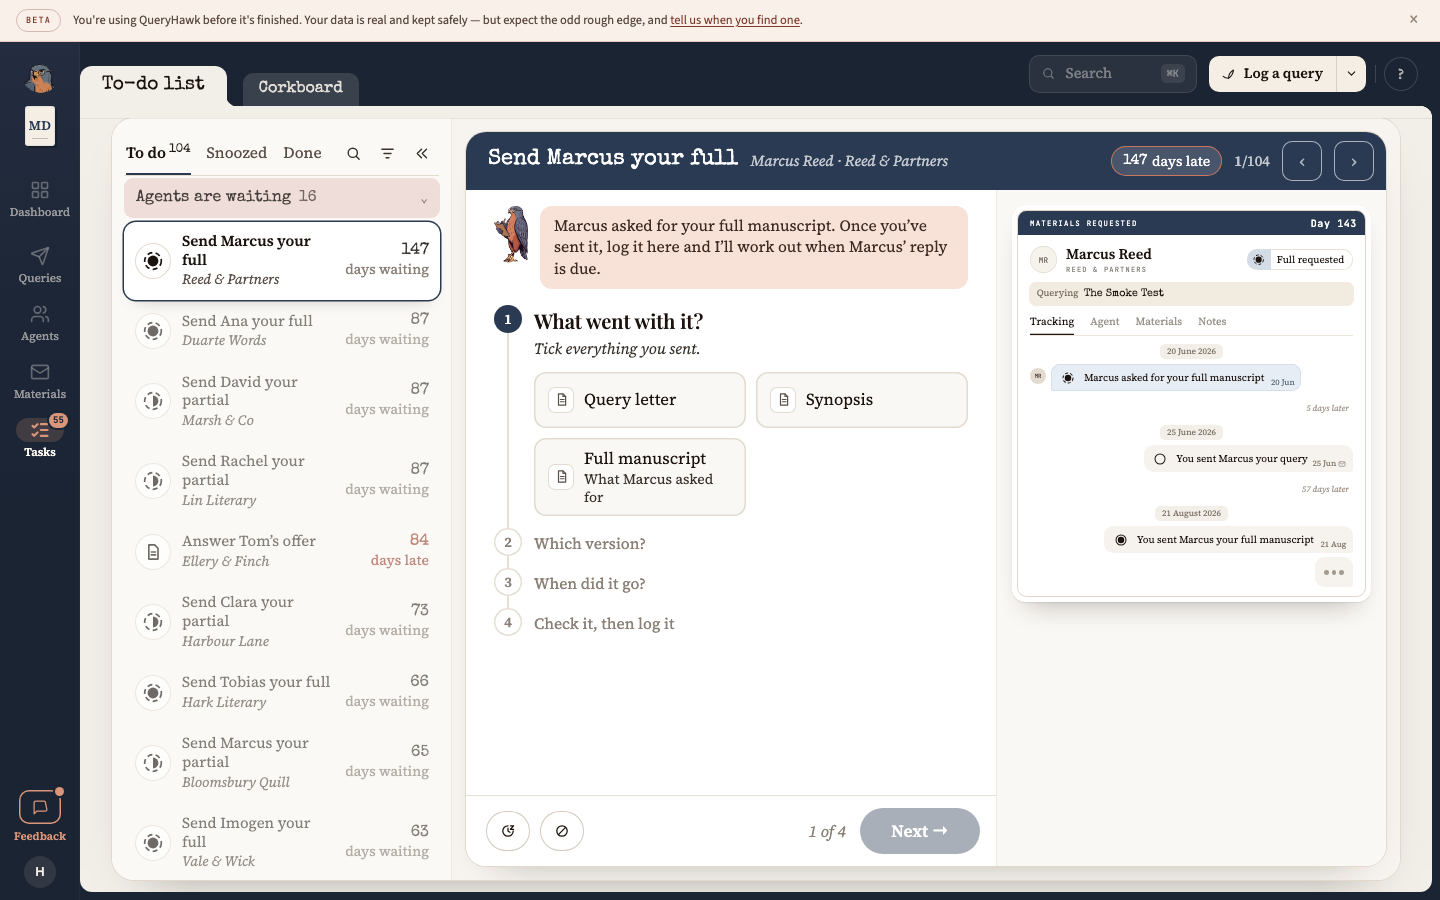 BETA
You're using QueryHawk before it's finished. Your data is real and kept safely — but expect the odd rough edge, and tell us when you find one.
×
MD
Dashboard
Queries
Agents
Materials
55
Tasks
Feedback
H
To-do list
Corkboard
Search
⌘K
Log a query
?
To do 104
Snoozed
Done
Agents are waiting 16
Send Marcus your full
Reed & Partners
147
days waiting
Send Ana your full
Duarte Words
87
days waiting
Send David your partial
Marsh & Co
87
days waiting
Send Rachel your partial
Lin Literary
87
days waiting
Answer Tom’s offer
Ellery & Finch
84
days late
Send Clara your partial
Harbour Lane
73
days waiting
Send Tobias your full
Hark Literary
66
days waiting
Send Marcus your partial
Bloomsbury Quill
65
days waiting
Send Imogen your full
Vale & Wick
63
days waiting
Send Marcus your full
Marcus Reed · Reed & Partners
147 days late
1/104
Marcus asked for your full manuscript. Once you’ve
sent it, log it here and I’ll work out when Marcus’ reply
is due.
1
What went with it?
Tick everything you sent.
Query letter
Synopsis
Full manuscript
What Marcus asked
for
2
Which version?
3
When did it go?
4
Check it, then log it
1 of 4
Next →
MATERIALS REQUESTED
Day 143
MR
Marcus Reed
REED & PARTNERS
Full requested
Querying The Smoke Test
Tracking
Agent
Materials
Notes
20 June 2026
MR
Marcus asked for your full manuscript
20 Jun
5 days later
25 June 2026
You sent Marcus your query
25 Jun
57 days later
21 August 2026
You sent Marcus your full manuscript
21 Aug